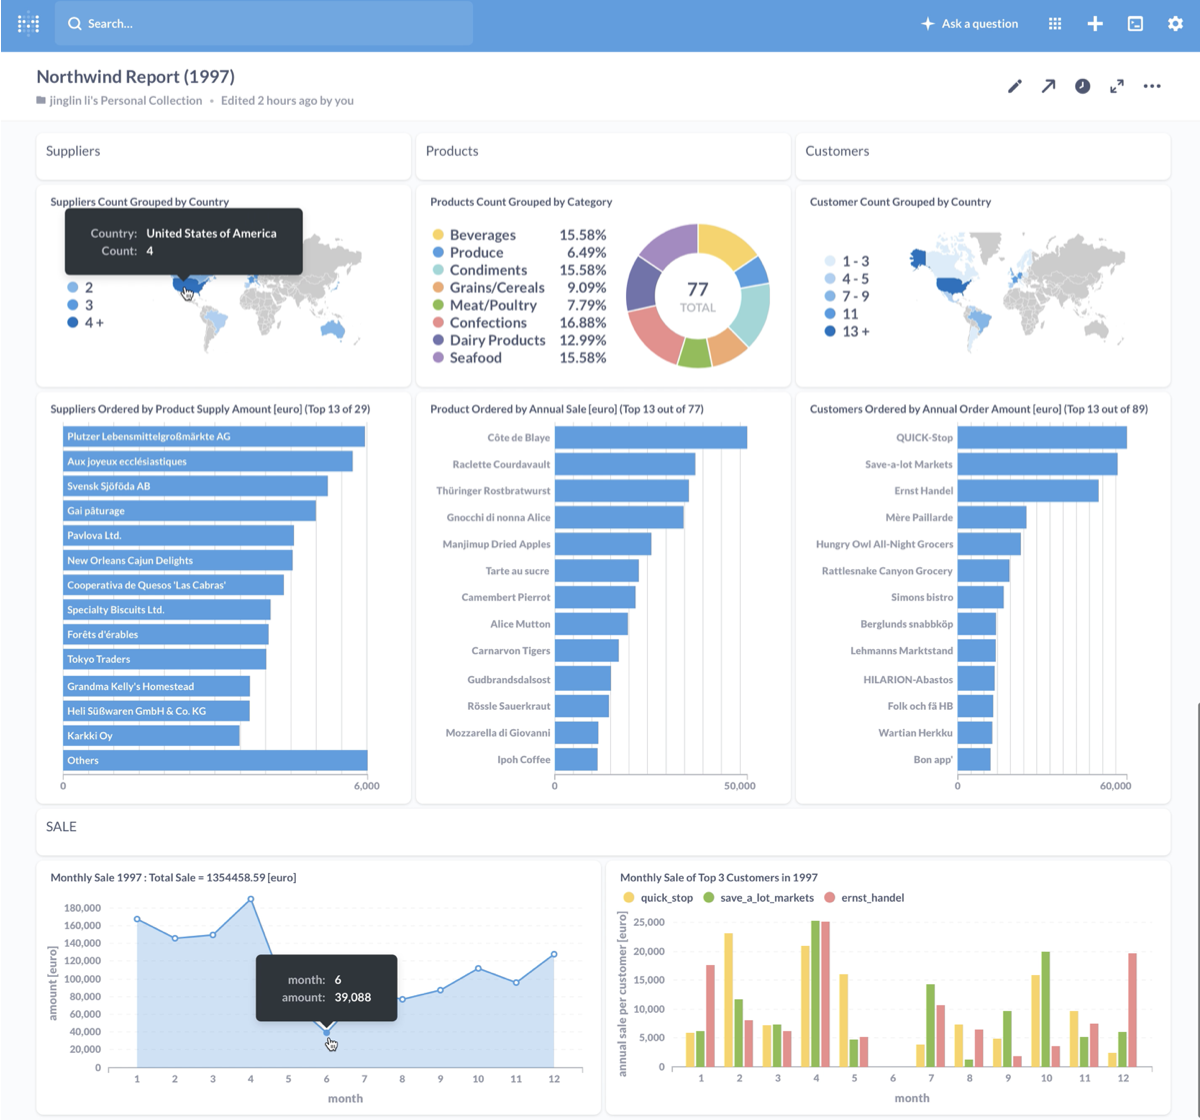 Search...
Ask a question
Northwind Report (1997)
jinglin li's Personal Collection • Edited 2 hours ago by you
Suppliers
Products
Customers
Suppliers Count Grouped by Country
Country: United States of America
Count: 4
2
3
4 +
Products Count Grouped by Category
Beverages 15.58%
Produce 6.49%
Condiments 15.58%
Grains/Cereals 9.09%
Meat/Poultry 7.79%
Confections 16.88%
Dairy Products 12.99%
Seafood 15.58%
77
TOTAL
Customer Count Grouped by Country
1 - 3
4 - 5
7 - 9
11
13 +
Suppliers Ordered by Product Supply Amount [euro] (Top 13 of 29)
Plutzer Lebensmittelgroßmärkte AG
Aux joyeux ecclésiastiques
Svensk Sjöföda AB
Gai pâturage
Pavlova Ltd.
New Orleans Cajun Delights
Cooperativa de Quesos 'Las Cabras'
Specialty Biscuits Ltd.
Forêts d'érables
Tokyo Traders
Grandma Kelly's Homestead
Heli Süßwaren GmbH & Co. KG
Karkki Oy
Others
0 6,000
Product Ordered by Annual Sale [euro] (Top 13 out of 77)
Côte de Blaye
Raclette Courdavault
Thüringer Rostbratwurst
Gnocchi di nonna Alice
Manjimup Dried Apples
Tarte au sucre
Camembert Pierrot
Alice Mutton
Carnarvon Tigers
Gudbrandsdalsost
Rössle Sauerkraut
Mozzarella di Giovanni
Ipoh Coffee
0 50,000
Customers Ordered by Annual Order Amount [euro] (Top 13 out of 89)
QUICK-Stop
Save-a-lot Markets
Ernst Handel
Mère Paillarde
Hungry Owl All-Night Grocers
Rattlesnake Canyon Grocery
Simons bistro
Berglunds snabbköp
Lehmanns Marktstand
HILARION-Abastos
Folk och fä HB
Wartian Herkku
Bon app'
0 60,000
SALE
Monthly Sale 1997 : Total Sale = 1354458.59 [euro]
amount [euro]
180,000
160,000
140,000
120,000
100,000
80,000
60,000
40,000
20,000
0
month: 6
amount: 39,088
1 2 3 4 5 6 7 8 9 10 11 12
month
Monthly Sale of Top 3 Customers in 1997
quick_stop save_a_lot_markets ernst_handel
annual sale per customer [euro]
25,000
20,000
15,000
10,000
5,000
0
1 2 3 4 5 6 7 8 9 10 11 12
month